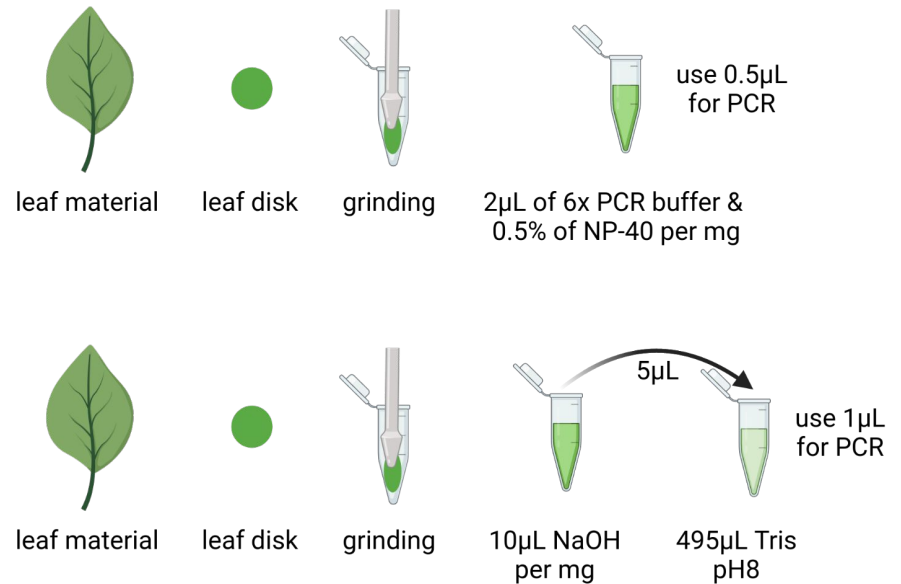 use 0.5µL
for PCR
leaf material
leaf disk
grinding
2µL of 6x PCR buffer &
0.5% of NP-40 per mg
5µL
use 1µL
for PCR
leaf material
leaf disk
grinding
10µL NaOH
per mg
495µL Tris
pH8